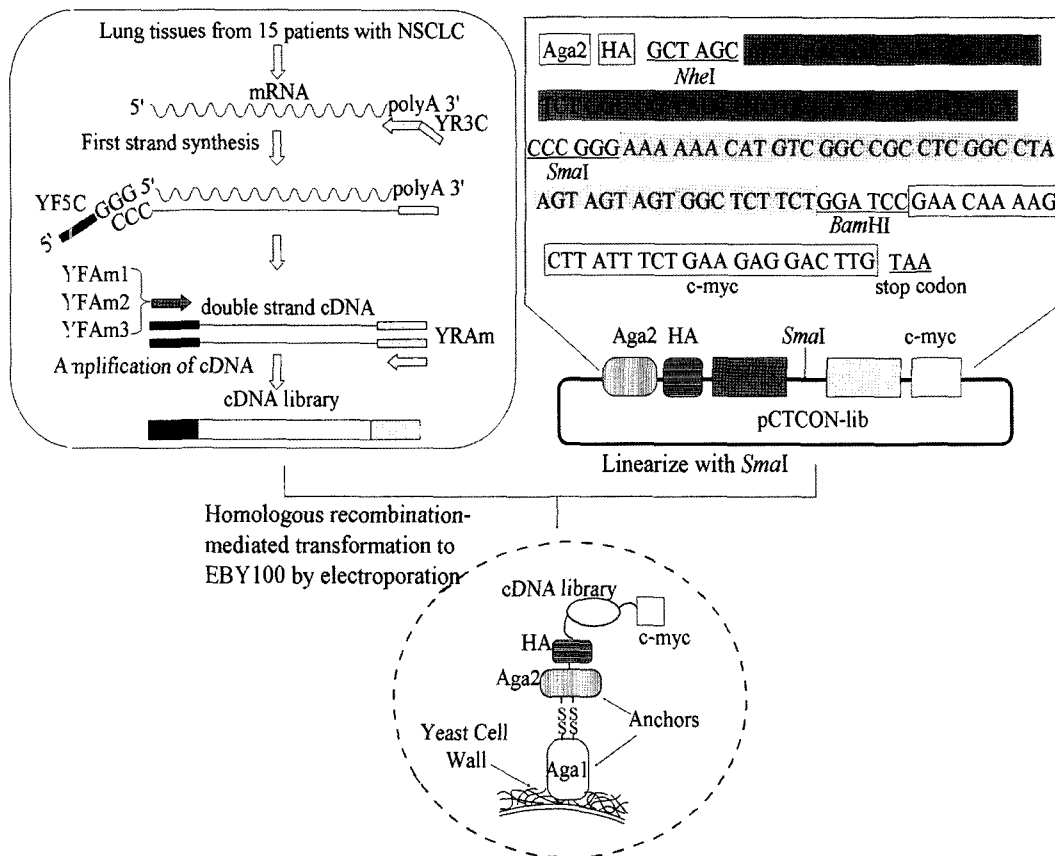 Lung tissues from 15 patients with NSCLC
mRNA
5'
polyA 3'
YR3C
First strand synthesis
YF5C
GGG 5'
polyA 3'
CCC
5'
YFAm1
YFAm2
YFAm3
double strand cDNA
YRAm
Amplification of cDNA
cDNA library
Aga2 HA GCT AGC
NheI
CCC GGG AAA AAA ACAT GTC GGC CGC CTC GGC CTA
SmaI
AGT AGT AGT GGC TCT TCT GGA TCC GAA CAA AAG
BamHI
CTT ATT TCT GAA GAG GAC TTG TAA
c-myc stop codon
Aga2 HA SmaI c-myc
pCTCON-lib
Linearize with SmaI
Homologous recombination-
mediated transformation to
EBY100 by electroporation
cDNA library
c-myc
HA
Aga2
SS
SS
Anchors
Yeast Cell
Wall
Aga1